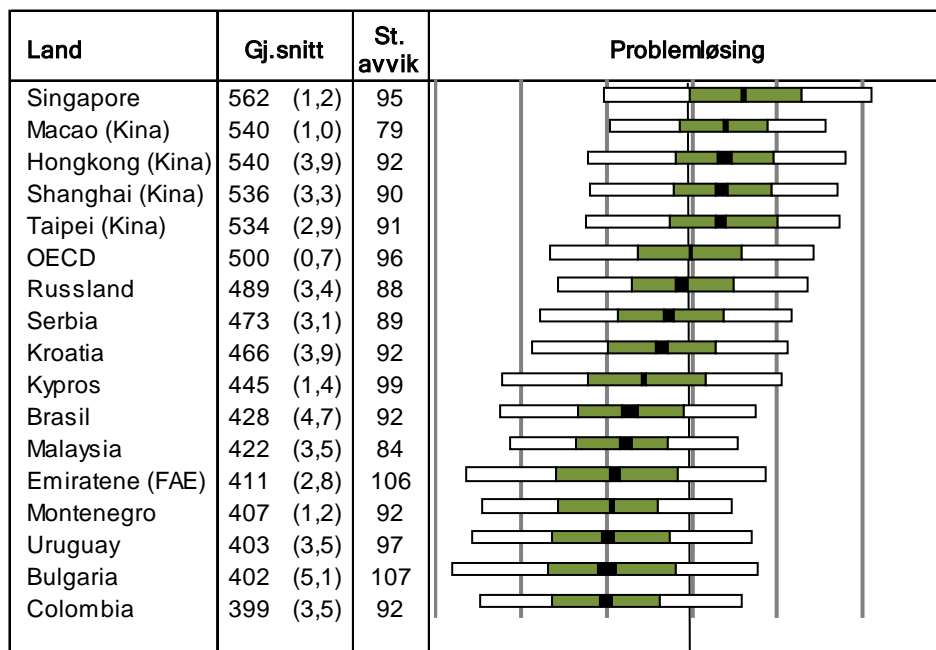 Land Gj.snitt St. avvik Problemløsing
Singapore 562 (1,2) 95
Macao (Kina) 540 (1,0) 79
Hongkong (Kina) 540 (3,9) 92
Shanghai (Kina) 536 (3,3) 90
Taipei (Kina) 534 (2,9) 91
OECD 500 (0,7) 96
Russland 489 (3,4) 88
Serbia 473 (3,1) 89
Kroatia 466 (3,9) 92
Kypros 445 (1,4) 99
Brasil 428 (4,7) 92
Malaysia 422 (3,5) 84
Emiratene (FAE) 411 (2,8) 106
Montenegro 407 (1,2) 92
Uruguay 403 (3,5) 97
Bulgaria 402 (5,1) 107
Colombia 399 (3,5) 92